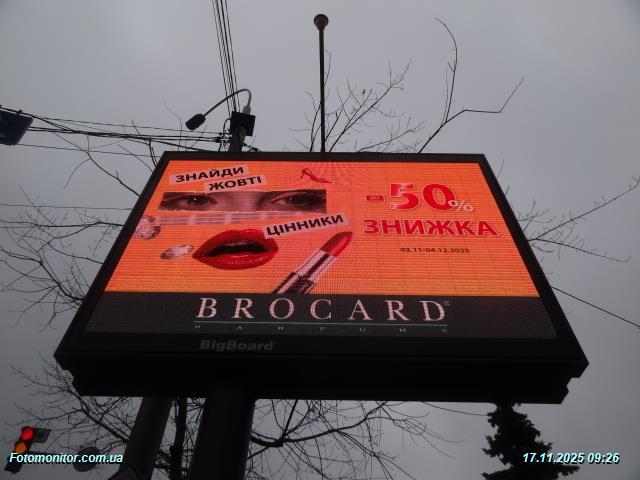 ЗНАЙДИ
ЖОВТІ
ЦІННИКИ
ДО -50%
ЗНИЖКА
03.11-04.12.2025
BROCARD®
PARFUMS
BigBoard
Fotomonitor.com.ua
17.11.2025 09:26